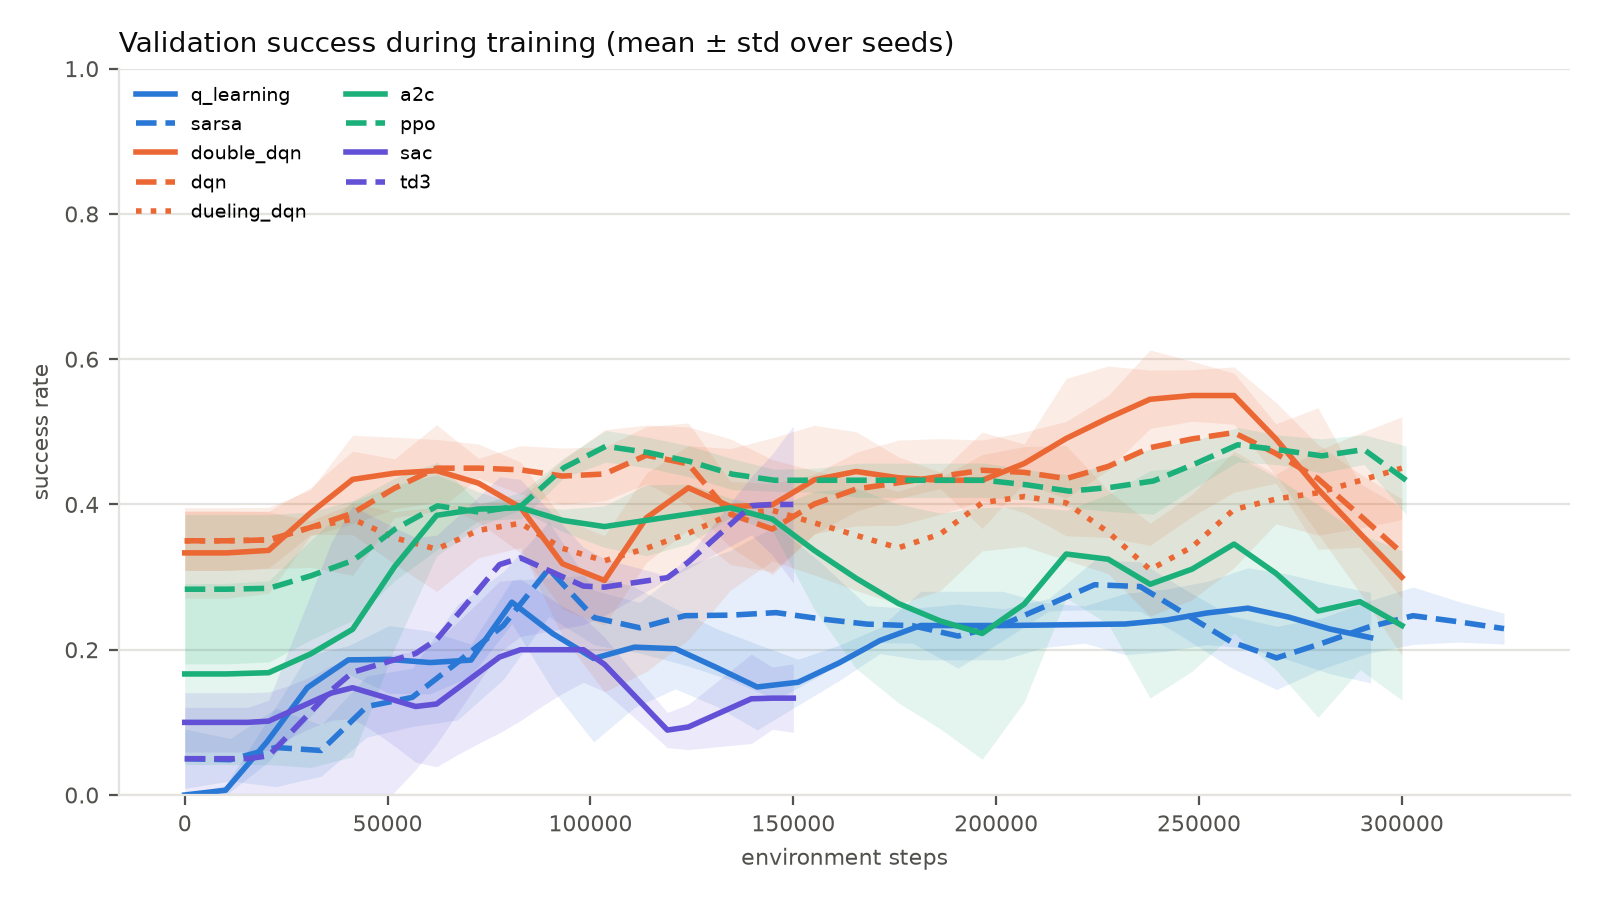 Validation success during training (mean ± std over seeds)
1.0
0.8
0.6
0.4
0.2
0.0
success rate
q_learning
sarsa
double_dqn
dqn
dueling_dqn
a2c
ppo
sac
td3
0
50000
100000
150000
200000
250000
300000
environment steps